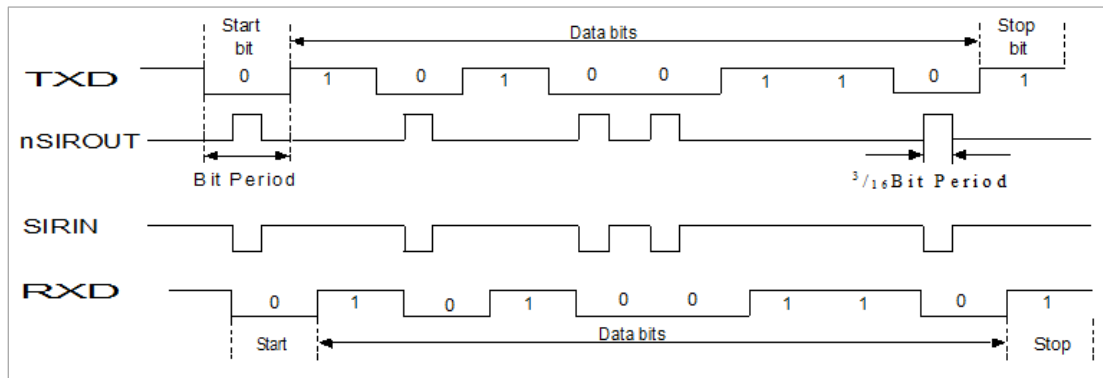 Start
bit
Data bits
Stop
bit
TXD
0 1 0 1 0 0 1 1 0 1
nSIROUT
Bit Period
3/16 Bit Period
SIRIN
RXD
0 1 0 1 0 0 1 1 0 1
Start
Data bits
Stop